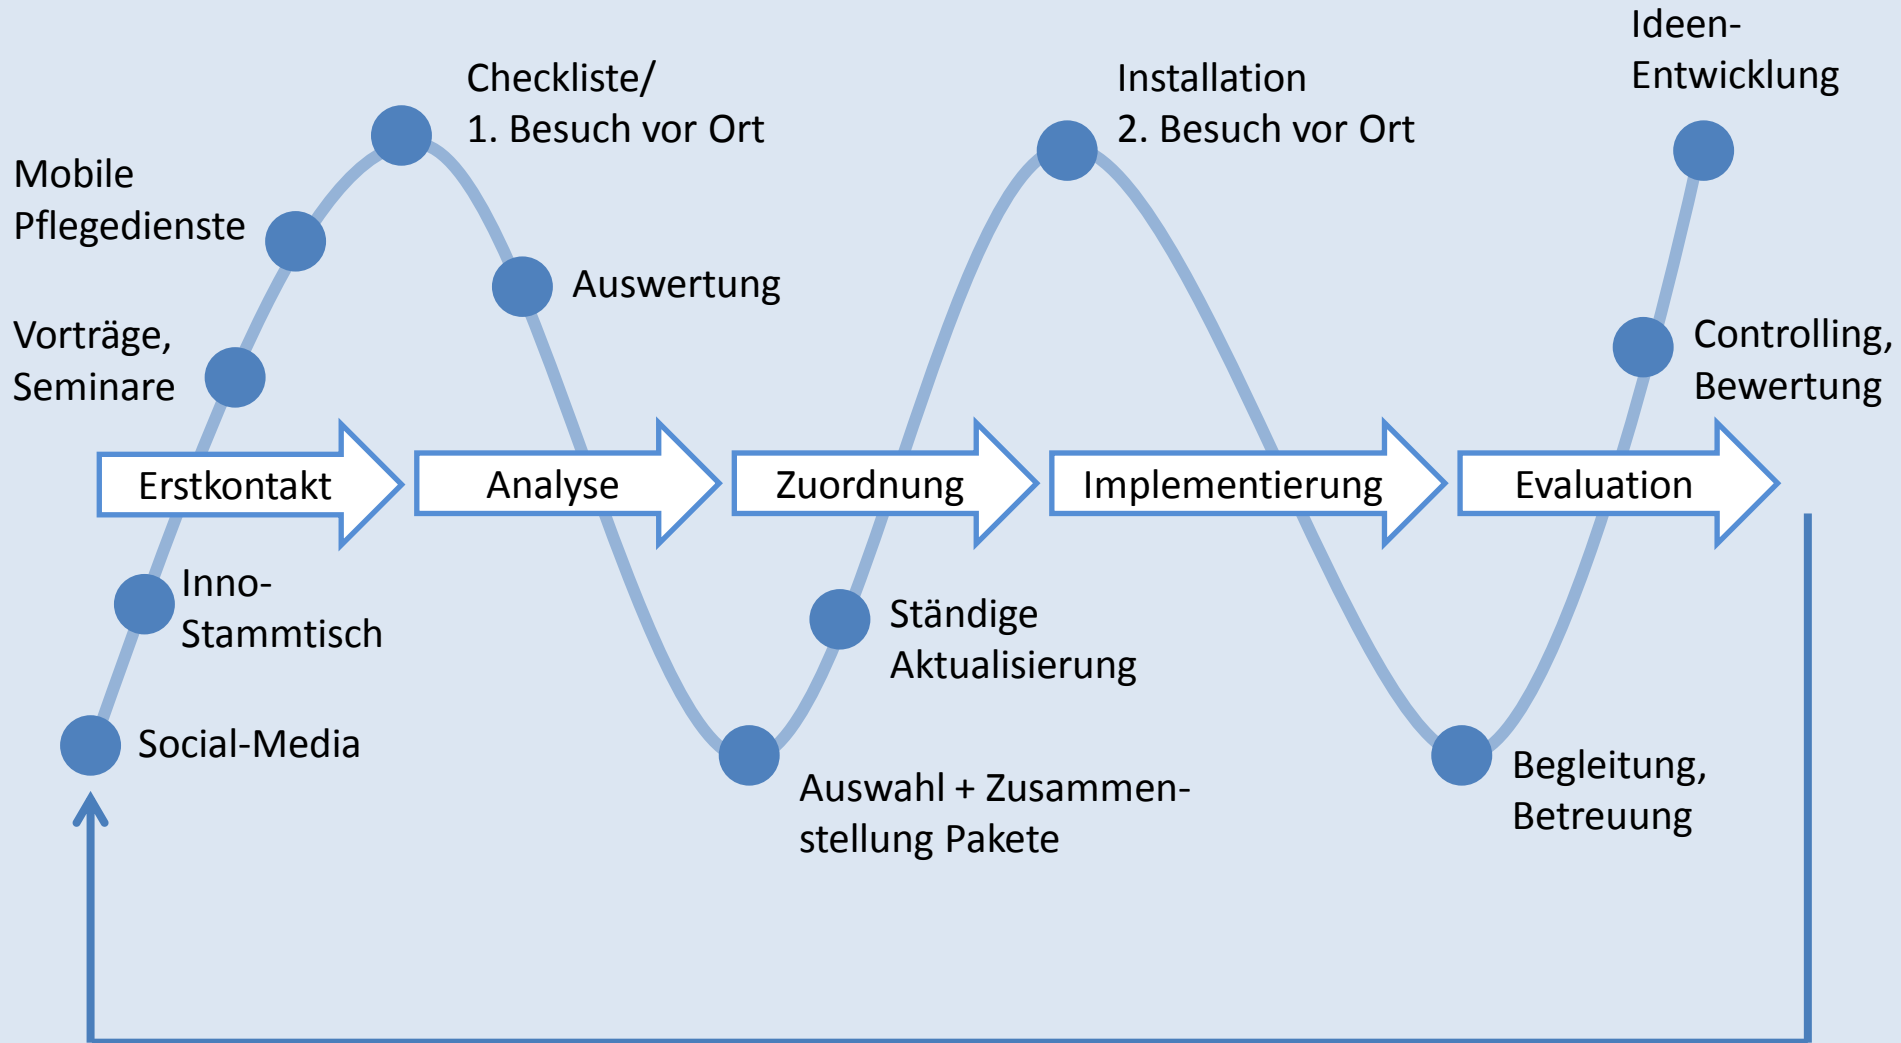 Ideen-
Entwicklung
Checkliste/
1. Besuch vor Ort
Installation
2. Besuch vor Ort
Mobile
Pflegedienste
Auswertung
Vorträge,
Seminare
Controlling,
Bewertung
Erstkontakt
Analyse
Zuordnung
Implementierung
Evaluation
Inno-
Stammtisch
Ständige
Aktualisierung
Social-Media
Auswahl + Zusammen-
stellung Pakete
Begleitung,
Betreuung